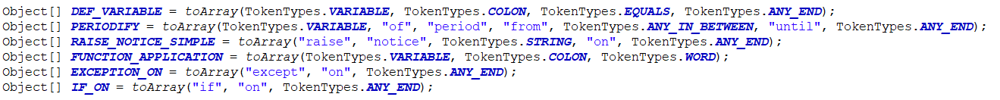 Object[] DEF_VARIABLE = toArray(TokenTypes.VARIABLE, TokenTypes.COLON, TokenTypes.EQUALS, TokenTypes.ANY_END);
Object[] PERIODIFY = toArray(TokenTypes.VARIABLE, "of", "period", "from", TokenTypes.ANY_IN_BETWEEN, "until", TokenTypes.ANY_END);
Object[] RAISE_NOTICE_SIMPLE = toArray("raise", "notice", TokenTypes.STRING, "on", TokenTypes.ANY_END);
Object[] FUNCTION_APPLICATION = toArray(TokenTypes.VARIABLE, TokenTypes.COLON, TokenTypes.WORD);
Object[] EXCEPTION_ON = toArray("except", "on", TokenTypes.ANY_END);
Object[] IF_ON = toArray("if", "on", TokenTypes.ANY_END);